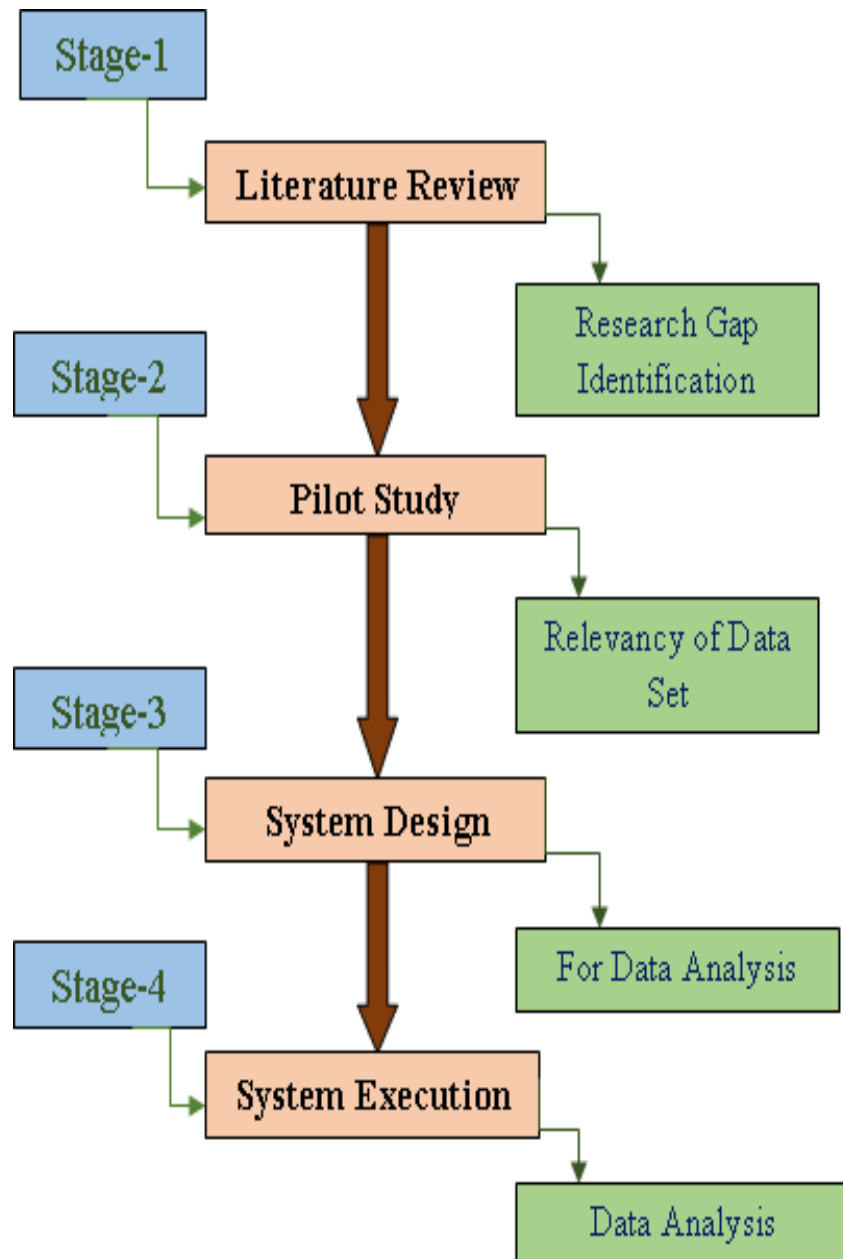 Stage-1
Literature Review
Research Gap
Identification
Stage-2
Pilot Study
Relevancy of Data
Set
Stage-3
System Design
For Data Analysis
Stage-4
System Execution
Data Analysis